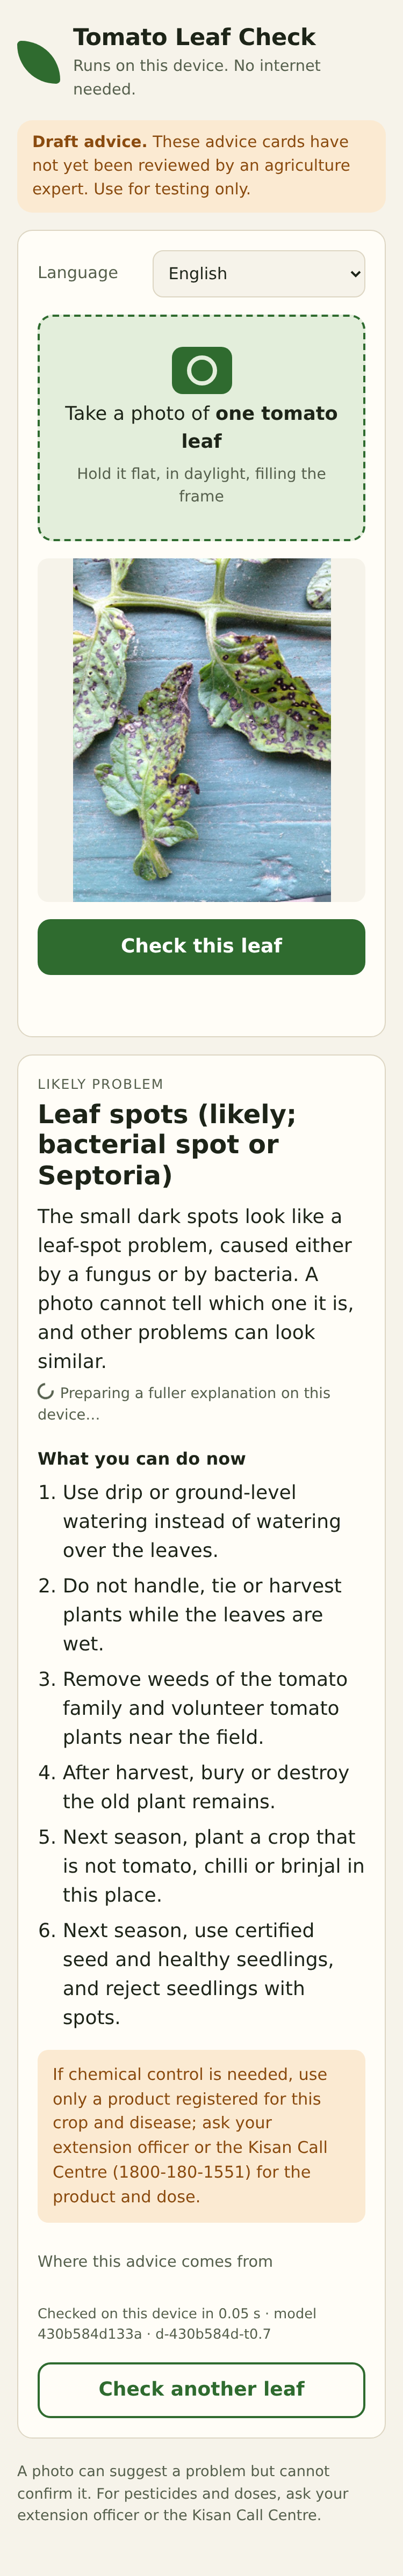 Tomato Leaf Check
Runs on this device. No internet
needed.
Draft advice. These advice cards have
not yet been reviewed by an agriculture
expert. Use for testing only.
Language
English
Take a photo of one tomato
leaf
Hold it flat, in daylight, filling the
frame
Check this leaf
LIKELY PROBLEM
Leaf spots (likely;
bacterial spot or
Septoria)
The small dark spots look like a
leaf-spot problem, caused either
by a fungus or by bacteria. A
photo cannot tell which one it is,
and other problems can look
similar.
Preparing a fuller explanation on this
device…
What you can do now
1. Use drip or ground-level
watering instead of watering
over the leaves.
2. Do not handle, tie or harvest
plants while the leaves are
wet.
3. Remove weeds of the tomato
family and volunteer tomato
plants near the field.
4. After harvest, bury or destroy
the old plant remains.
5. Next season, plant a crop that
is not tomato, chilli or brinjal in
this place.
6. Next season, use certified
seed and healthy seedlings,
and reject seedlings with
spots.
If chemical control is needed, use
only a product registered for this
crop and disease; ask your
extension officer or the Kisan Call
Centre (1800-180-1551) for the
product and dose.
Where this advice comes from
Checked on this device in 0.05 s · model
430b584d133a · d-430b584d-t0.7
Check another leaf
A photo can suggest a problem but cannot
confirm it. For pesticides and doses, ask your
extension officer or the Kisan Call Centre.